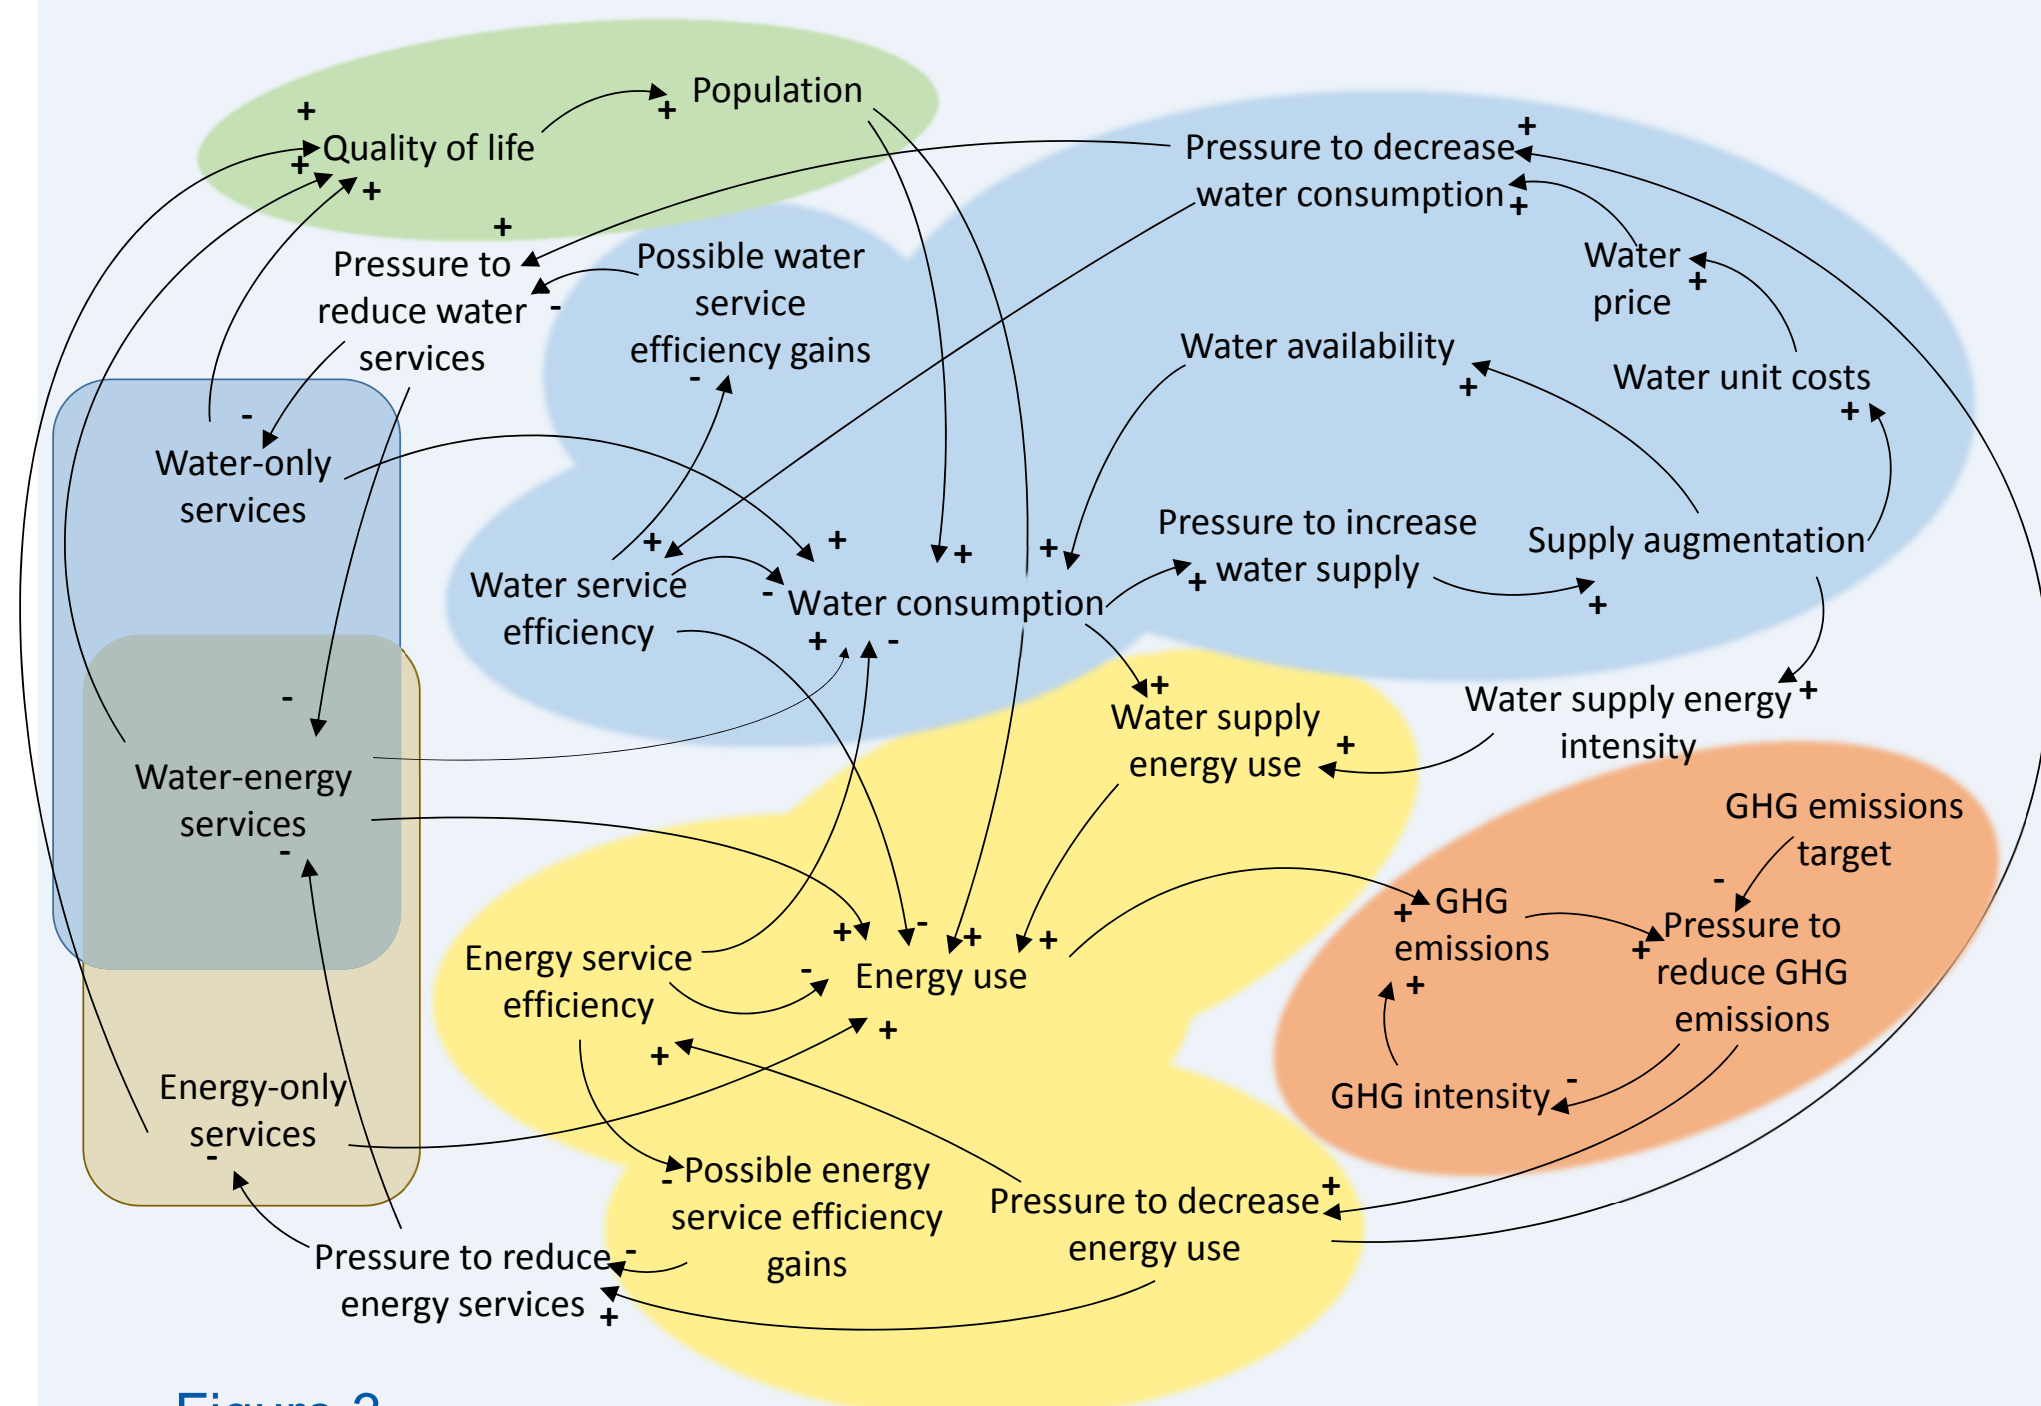 Population
+
+
Quality of life
+
+
Pressure to decrease
water consumption
+
+
Pressure to
reduce water
services
+
-
Possible water
service
efficiency gains
-
Water
price
+
Water availability
+
Water unit costs
+
-
Water-only
services
Pressure to increase
water supply
+
Supply augmentation
+
+
Water service
efficiency
+
+
+
-
Water consumption
+
-
-
Water-energy
services
-
+
Water supply
energy use
+
Water supply energy
intensity
+
GHG emissions
target
-
GHG
emissions
+
+
Pressure to
reduce GHG
emissions
+
Energy service
efficiency
+
+
-
+
+
-
Energy use
+
GHG intensity
-
Energy-only
services
-
Possible energy
service efficiency
gains
-
Pressure to decrease
energy use
+
Pressure to reduce
energy services
-
+